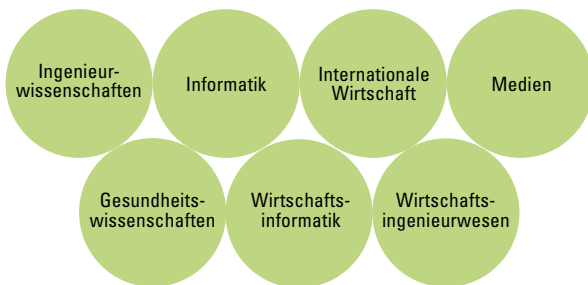 Ingenieur-
wissenschaften
Informatik
Internationale
Wirtschaft
Medien
Gesundheits-
wissenschaften
Wirtschafts-
informatik
Wirtschafts-
ingenieurwesen